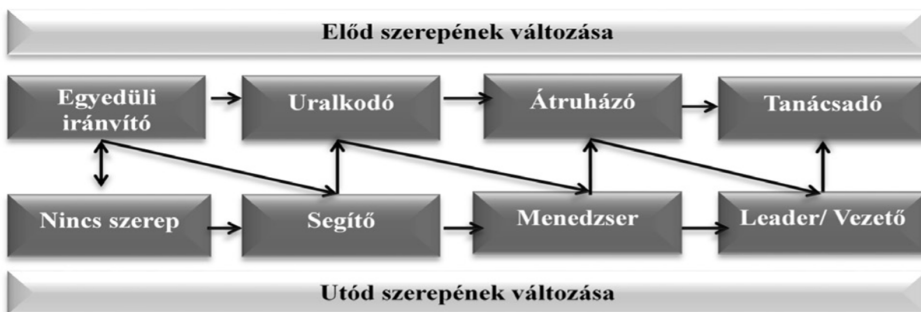 Előd szerepének változása
Egyedüli
irányító
Uralkodó
Átruházó
Tanácsadó
Nincs szerep
Segítő
Menedzser
Leader/ Vezető
Utód szerepének változása